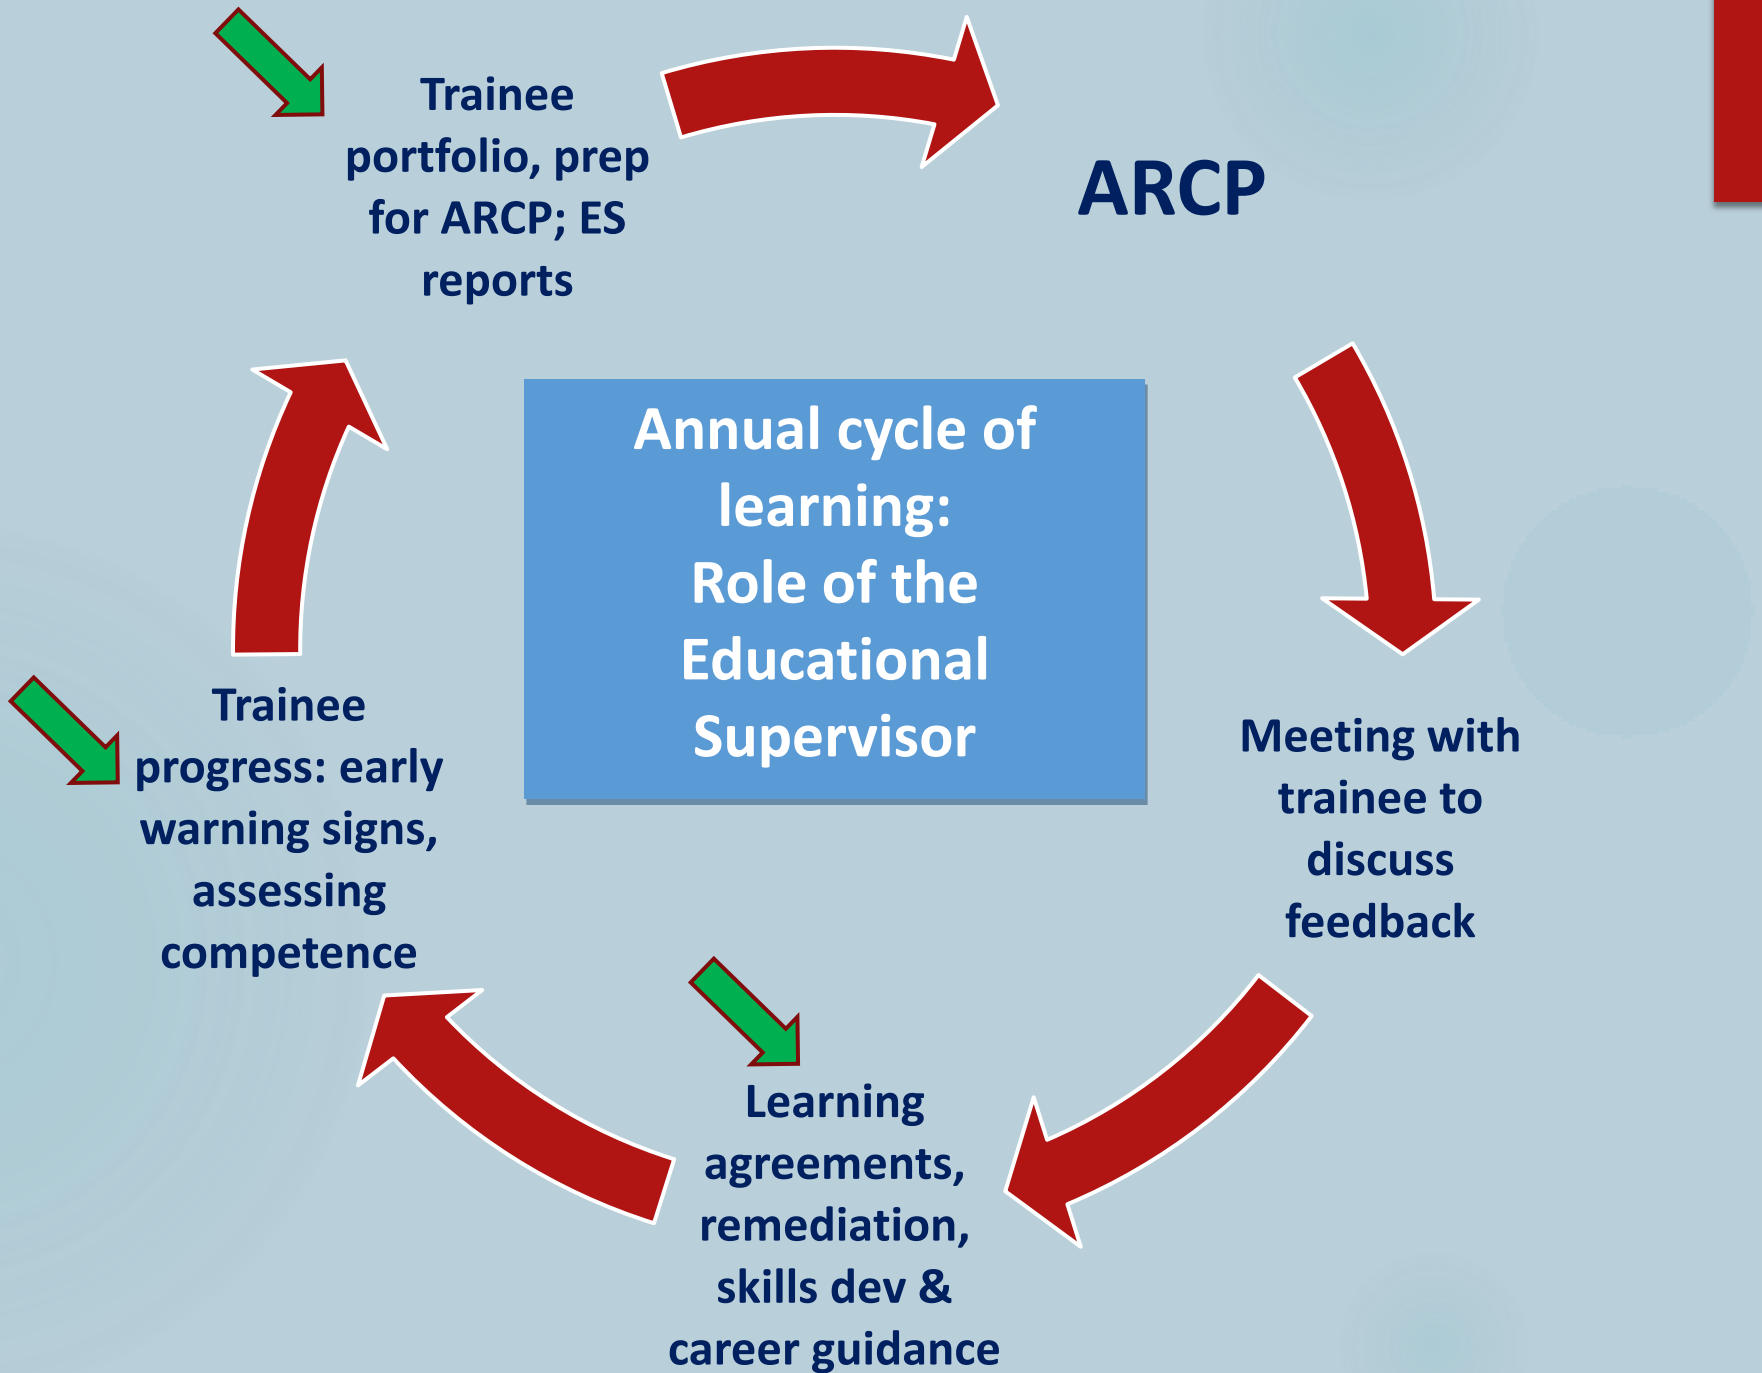 Trainee
portfolio, prep
for ARCP; ES
reports
ARCP
Annual cycle of
learning:
Role of the
Educational
Supervisor
Meeting with
trainee to
discuss
feedback
Learning
agreements,
remediation,
skills dev &
career guidance
Trainee
progress: early
warning signs,
assessing
competence